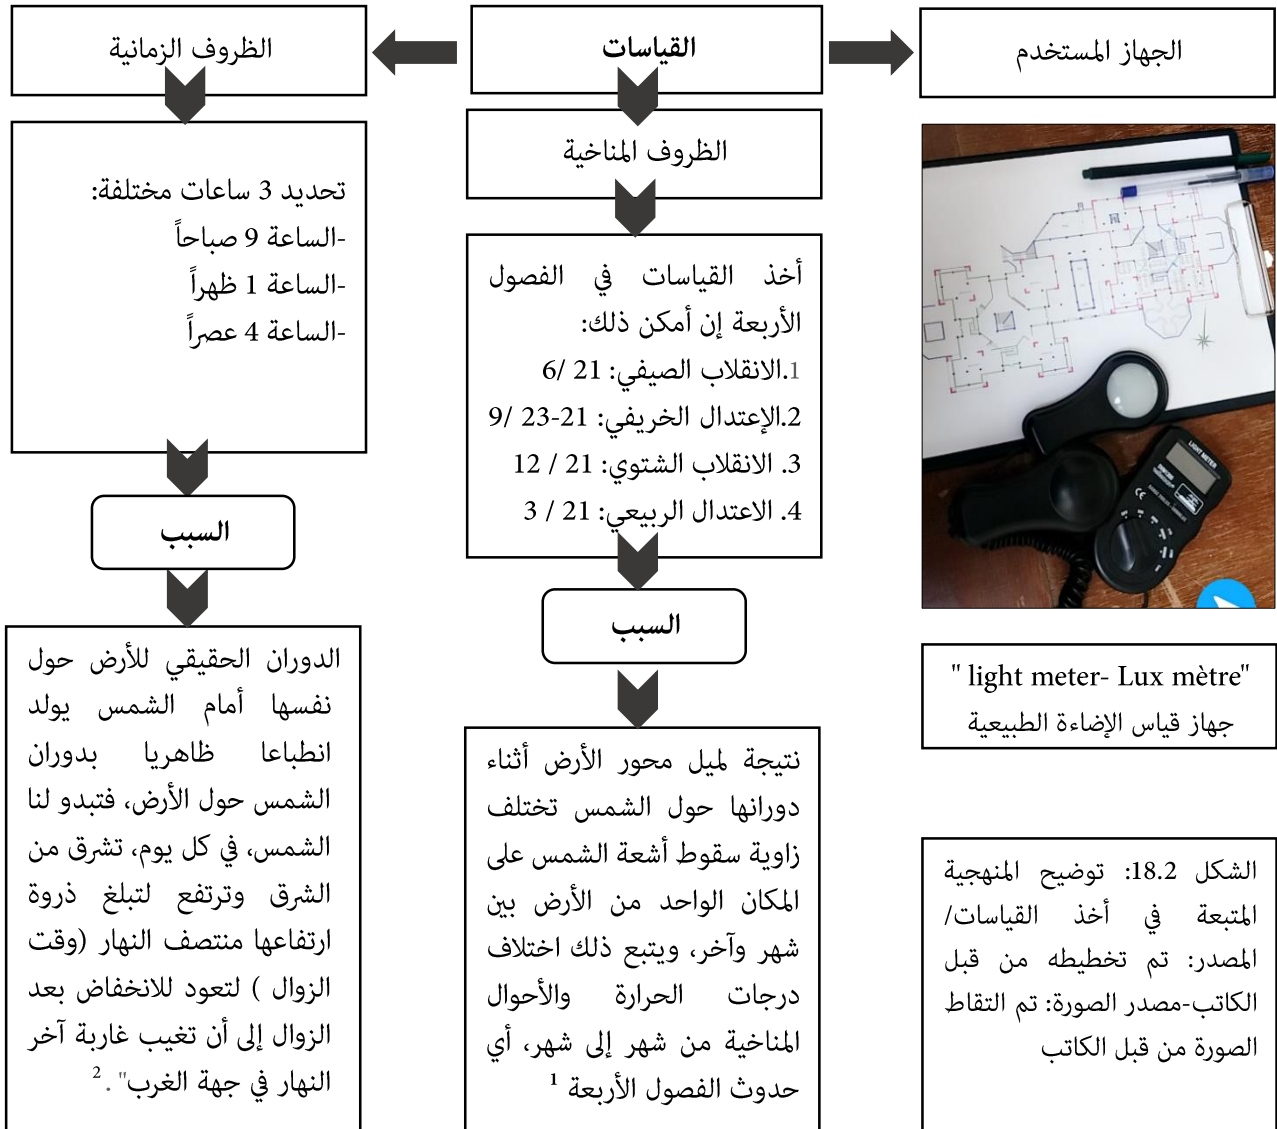 الجهاز المستخدم
القياسات
الظروف الزمانية
LIGHT METER
"light meter- Lux mètre"
جهاز قياس الإضاءة الطبيعية
الشكل 18.2: توضيح المنهجية
المتبعة في أخذ القياسات/
المصدر: تم تخطيطه من قبل
الكاتب-مصدر الصورة: تم التقاط
الصورة من قبل الكاتب
الظروف المناخية
أخذ القياسات في الفصول
الأربعة إن أمكن ذلك:
1.الانقلاب الصيفي: 21 /6
2.الإعتدال الخريفي: 21-23 /9
3. الانقلاب الشتوي: 21 / 12
4. الاعتدال الربيعي: 21 / 3
السبب
نتيجة لميل محور الأرض أثناء
دورانها حول الشمس تختلف
زاوية سقوط أشعة الشمس على
المكان الواحد من الأرض بين
شهر وآخر، ويتبع ذلك اختلاف
درجات الحرارة والأحوال
المناخية من شهر إلى شهر، أي
حدوث الفصول الأربعة 1
تحديد 3 ساعات مختلفة:
-الساعة 9 صباحاً
-الساعة 1 ظهراً
-الساعة 4 عصراً
السبب
الدوران الحقيقي للأرض حول
نفسها أمام الشمس يولد
انطباعا ظاهريا بدوران
الشمس حول الأرض، فتبدو لنا
الشمس، في كل يوم، تشرق من
الشرق وترتفع لتبلغ ذروة
ارتفاعها منتصف النهار (وقت
الزوال ) لتعود للانخفاض بعد
الزوال إلى أن تغيب غاربة آخر
النهار في جهة الغرب" . 2